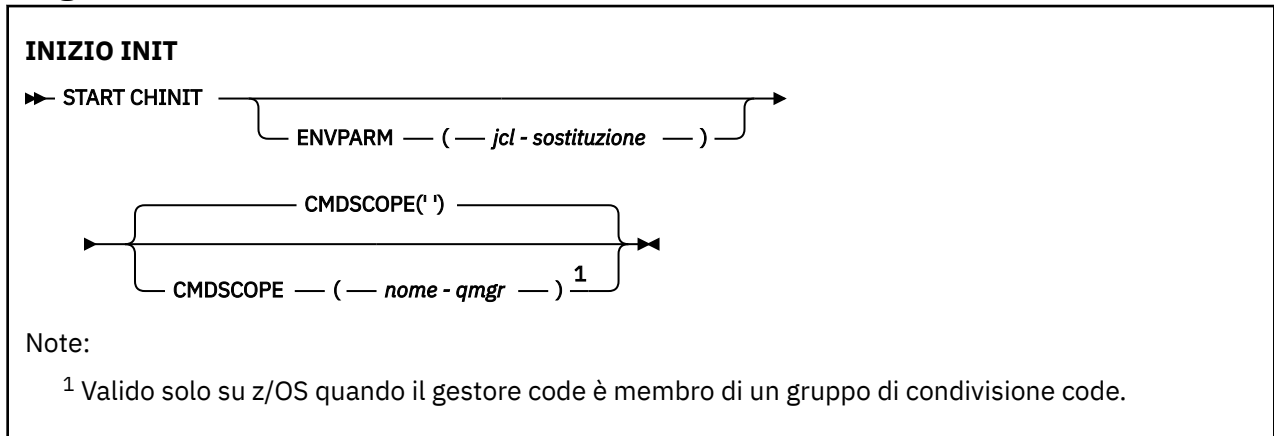 INIZIO INIT
START CHINIT
ENVPARM ( jcl - sostituzione )
CMDSCOPE(' ')
CMDSCOPE ( nome - qmgr ) 1
Note:
1 Valido solo su z/OS quando il gestore code è membro di un gruppo di condivisione code.